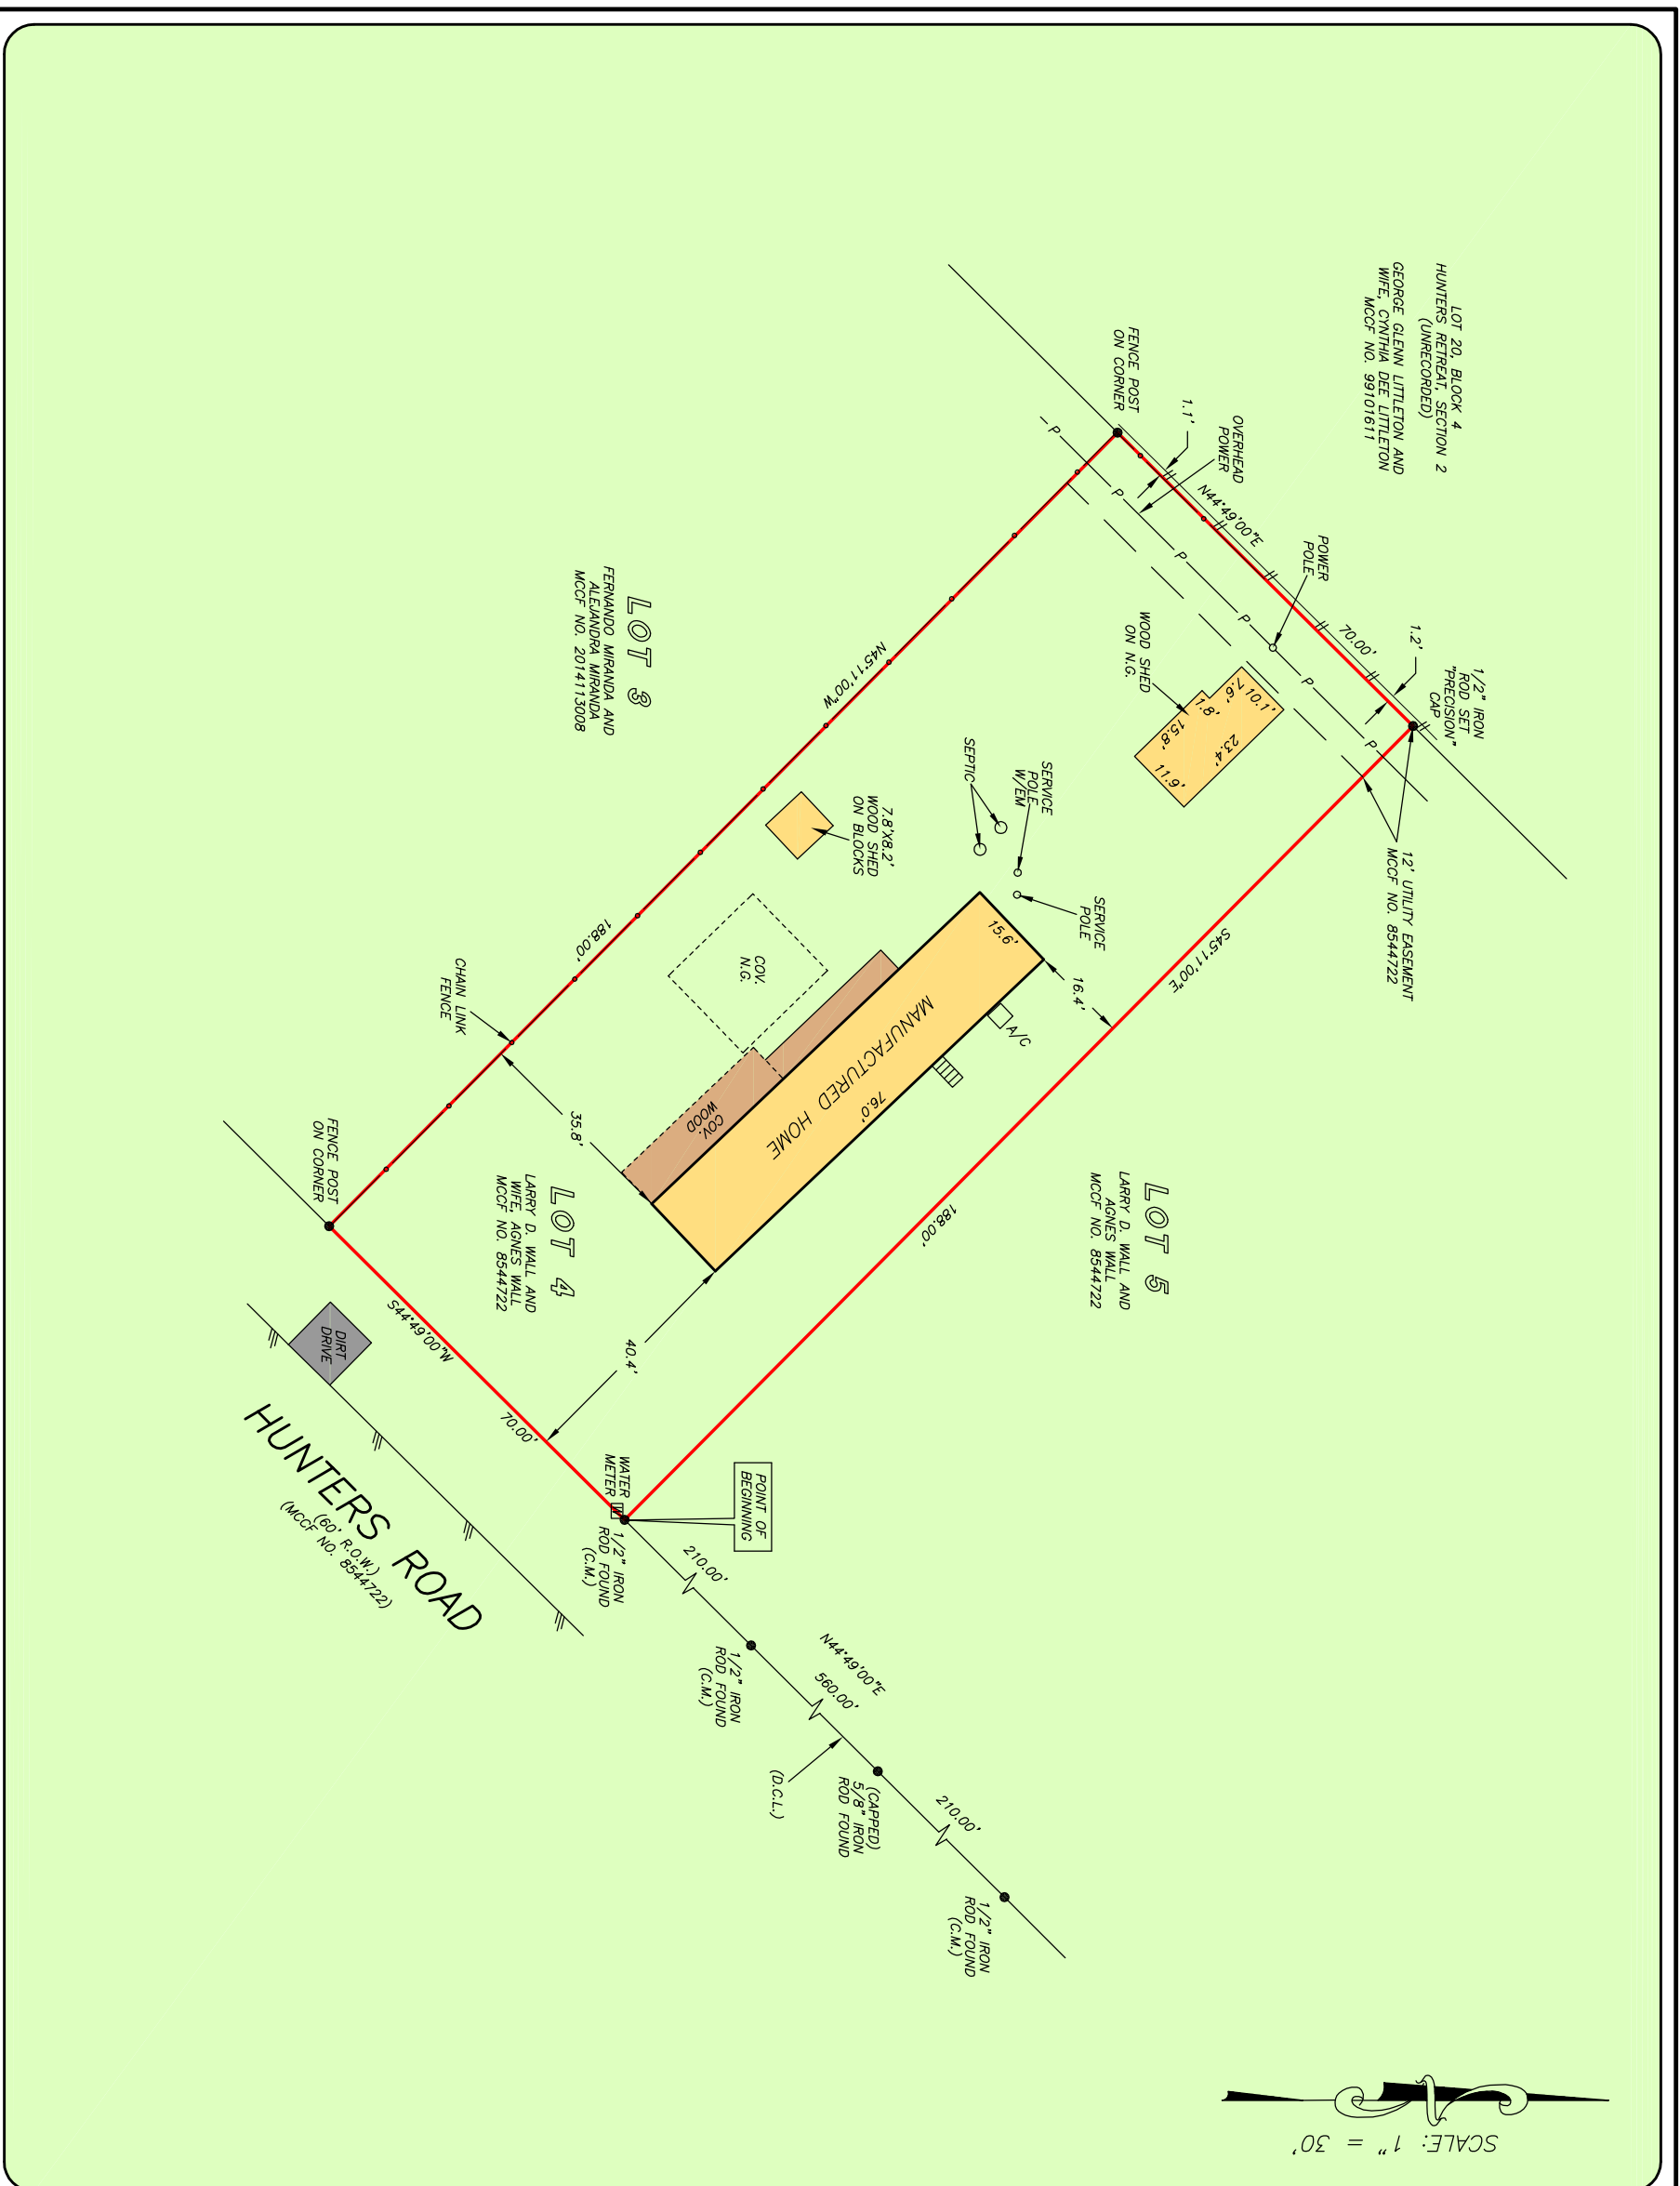 LOT 20, BLOCK 4
HUNTERS RETREAT, SECTION 2
(UNRECORDED)
GEORGE GLENN LITTLETON AND
WIFE, CYNTHIA DEE LITTLETON
MCCF NO. 99101611
1/2" IRON
ROD SET
"PRECISION"
CAP
1.2'
70.00'
12' UTILITY EASEMENT
MCCF NO. 8544722
POWER
POLE
N44°49'00"E
OVERHEAD
POWER
1.1'
FENCE POST
ON CORNER
P
P
P
P
P
P
WOOD SHED
ON N.G.
10.1'
7.6'
1.8'
23.4'
15.8'
11.9'
S45°11'00"E
188.00'
LOT 5
LARRY D. WALL AND
AGNES WALL
MCCF NO. 8544722
SERVICE
POLE
SERVICE
POLE
W/EM
SEPTIC
16.4'
15.6'
A/C
MANUFACTURED HOME
76.0'
7.8'X8.2'
WOOD SHED
ON BLOCKS
COV.
N.G.
COV.
WOOD
N45°11'00"W
188.00'
LOT 3
FERNANDO MIRANDA AND
ALEJANDRA MIRANDA
MCCF NO. 2014113008
CHAIN LINK
FENCE
35.8'
LOT 4
LARRY D. WALL AND
WIFE, AGNES WALL
MCCF NO. 8544722
40.4'
FENCE POST
ON CORNER
S44°49'00"W
70.00'
DIRT
DRIVE
WATER
METER
W
POINT OF
BEGINNING
1/2" IRON
ROD FOUND
(C.M.)
210.00'
1/2" IRON
ROD FOUND
(C.M.)
N44°49'00"E
560.00'
(D.C.L.)
(CAPPED)
5/8" IRON
ROD FOUND
210.00'
1/2" IRON
ROD FOUND
(C.M.)
HUNTERS ROAD
(60' R.O.W.)
(MCCF NO. 8544722)
N
SCALE: 1" = 30'